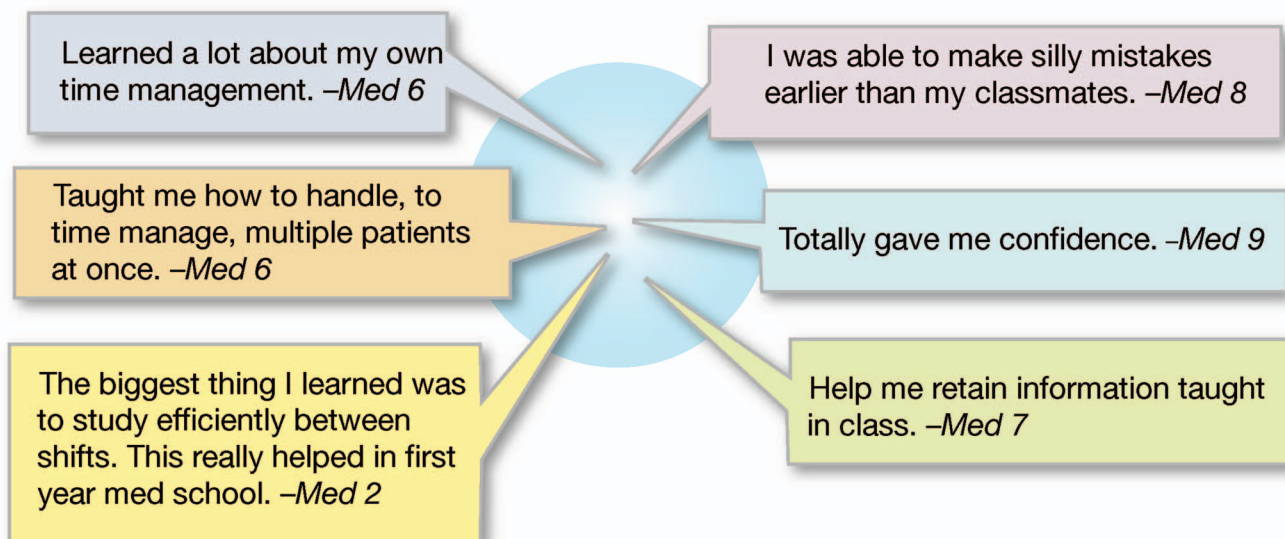 Learned a lot about my own
time management. –Med 6
I was able to make silly mistakes
earlier than my classmates. –Med 8
Taught me how to handle, to
time manage, multiple patients
at once. –Med 6
Totally gave me confidence. –Med 9
The biggest thing I learned was
to study efficiently between
shifts. This really helped in first
year med school. –Med 2
Help me retain information taught
in class. –Med 7